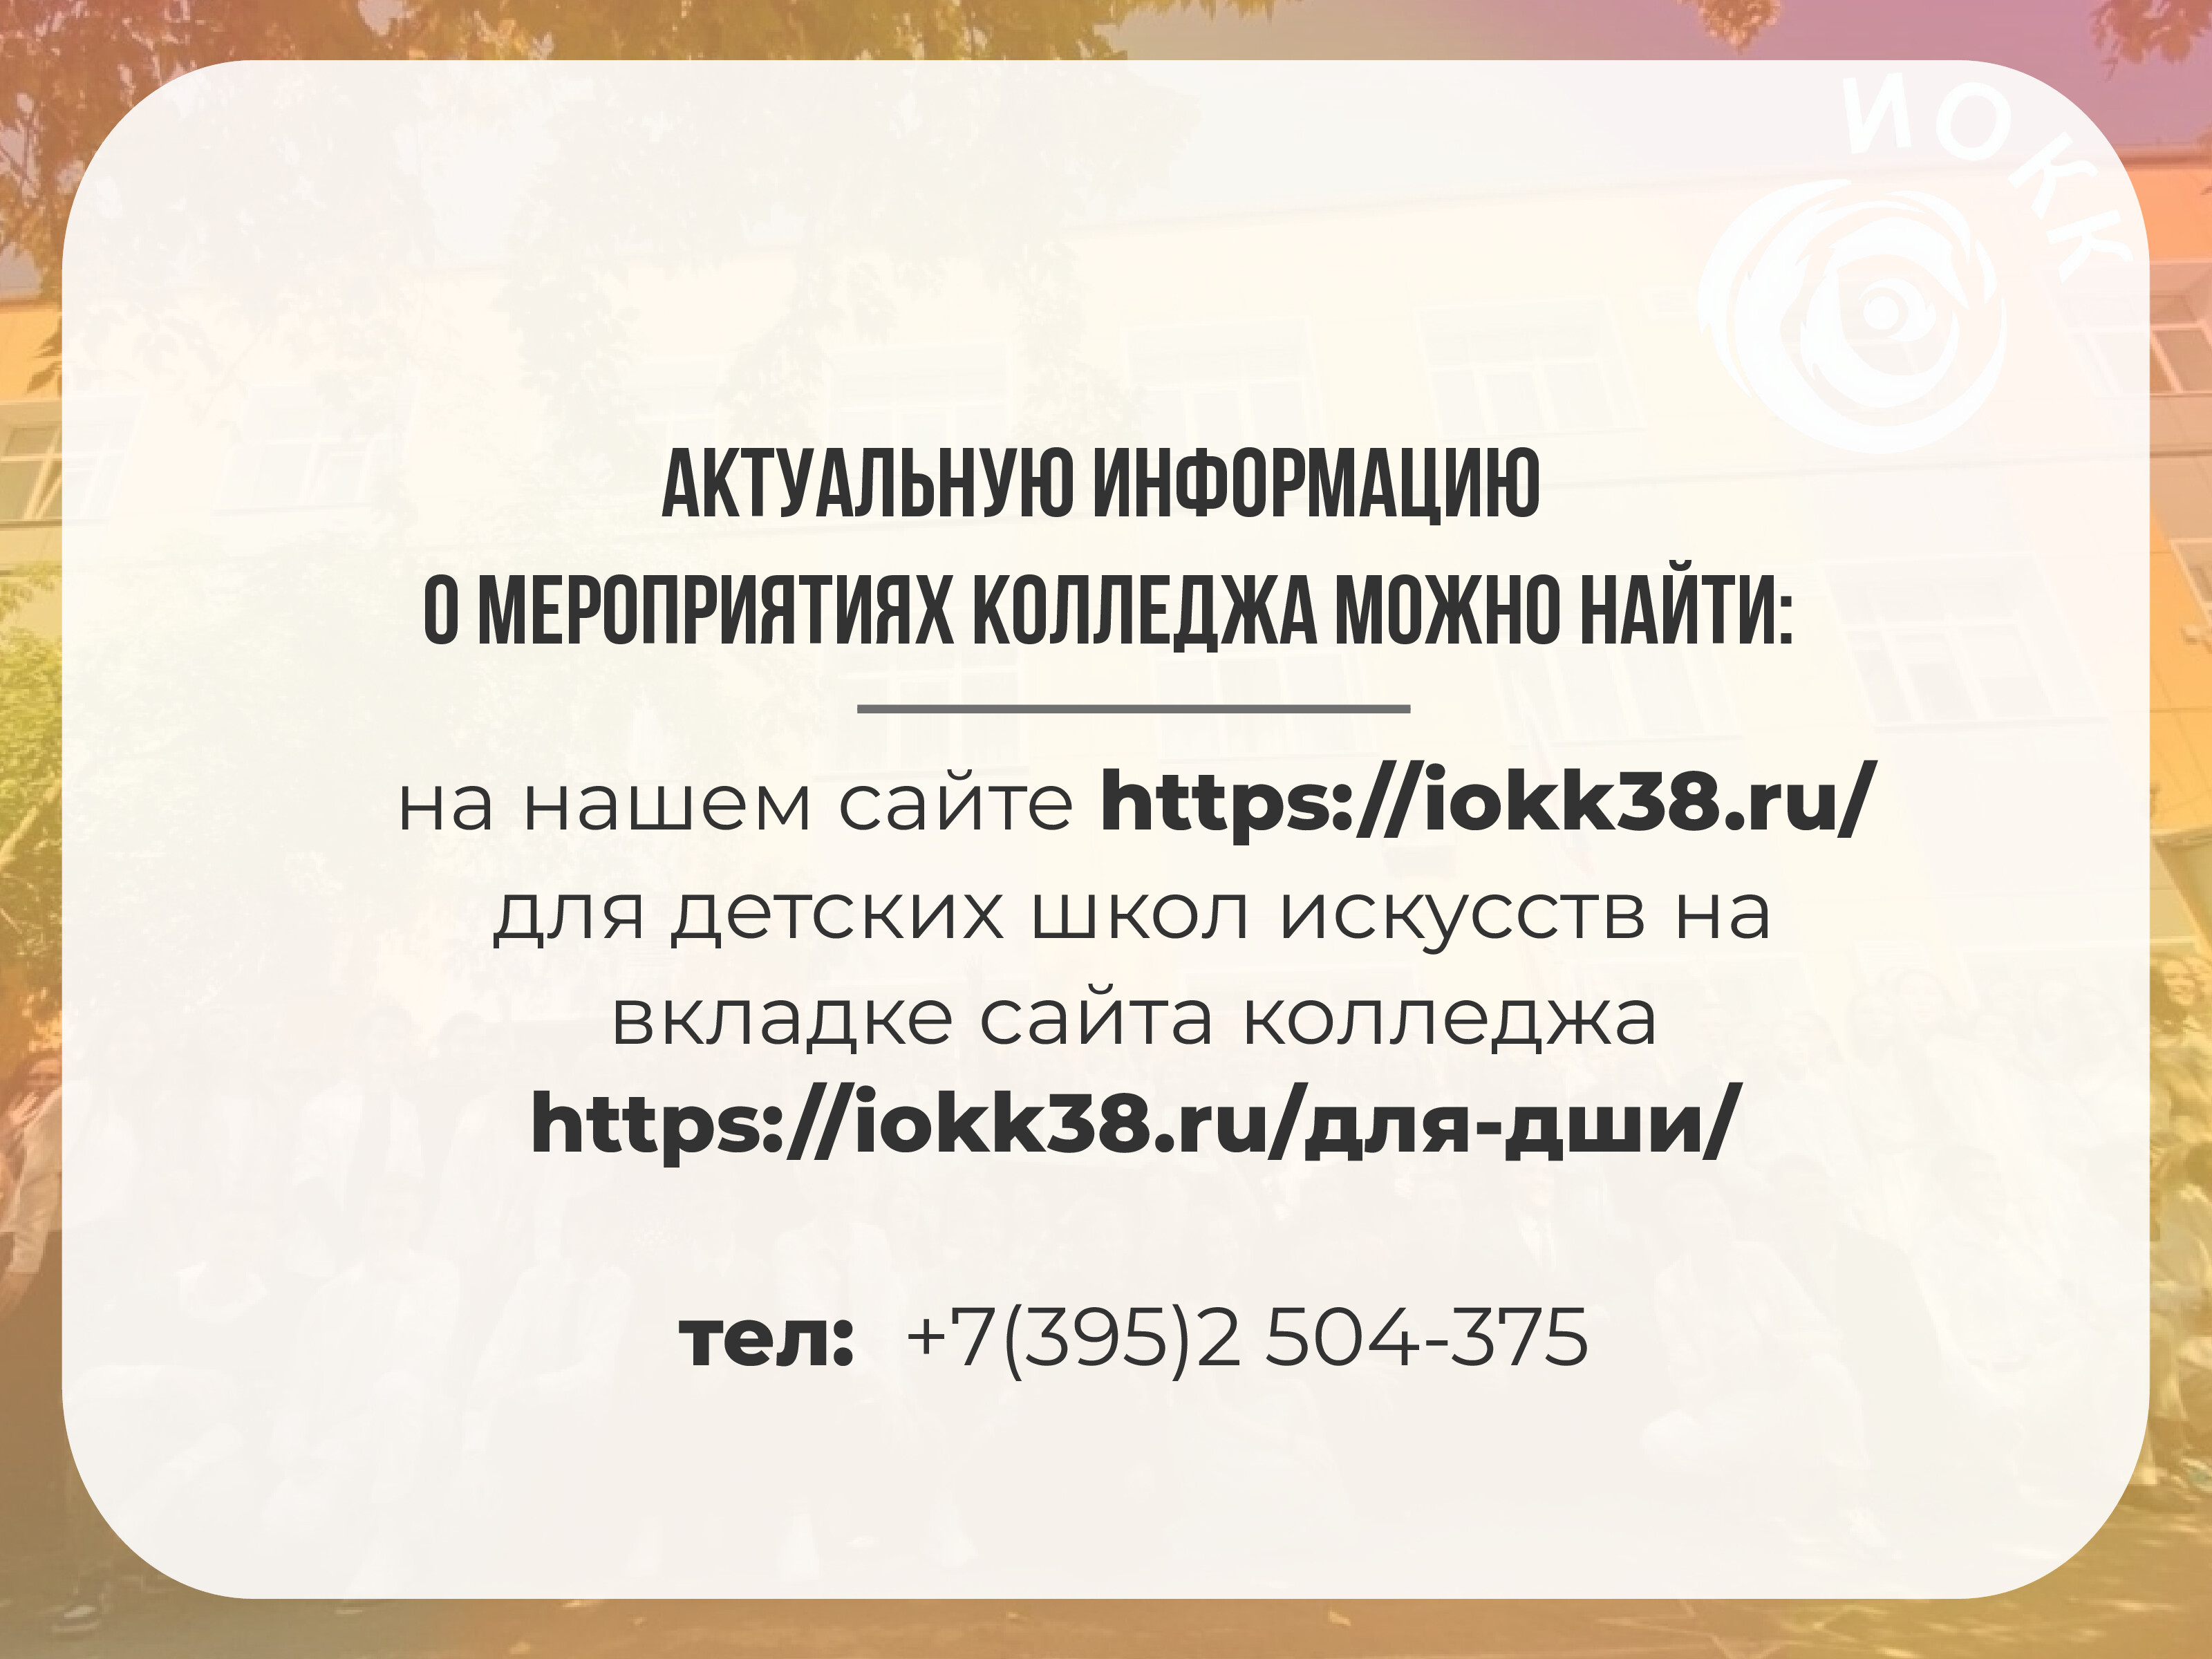 ИОКК
АКТУАЛЬНУЮ ИНФОРМАЦИЮ
О МЕРОПРИЯТИЯХ КОЛЛЕДЖА МОЖНО НАЙТИ:
на нашем сайте https://iokk38.ru/
для детских школ искусств на
вкладке сайта колледжа
https://iokk38.ru/для-дши/
тел: +7(395)2 504-375